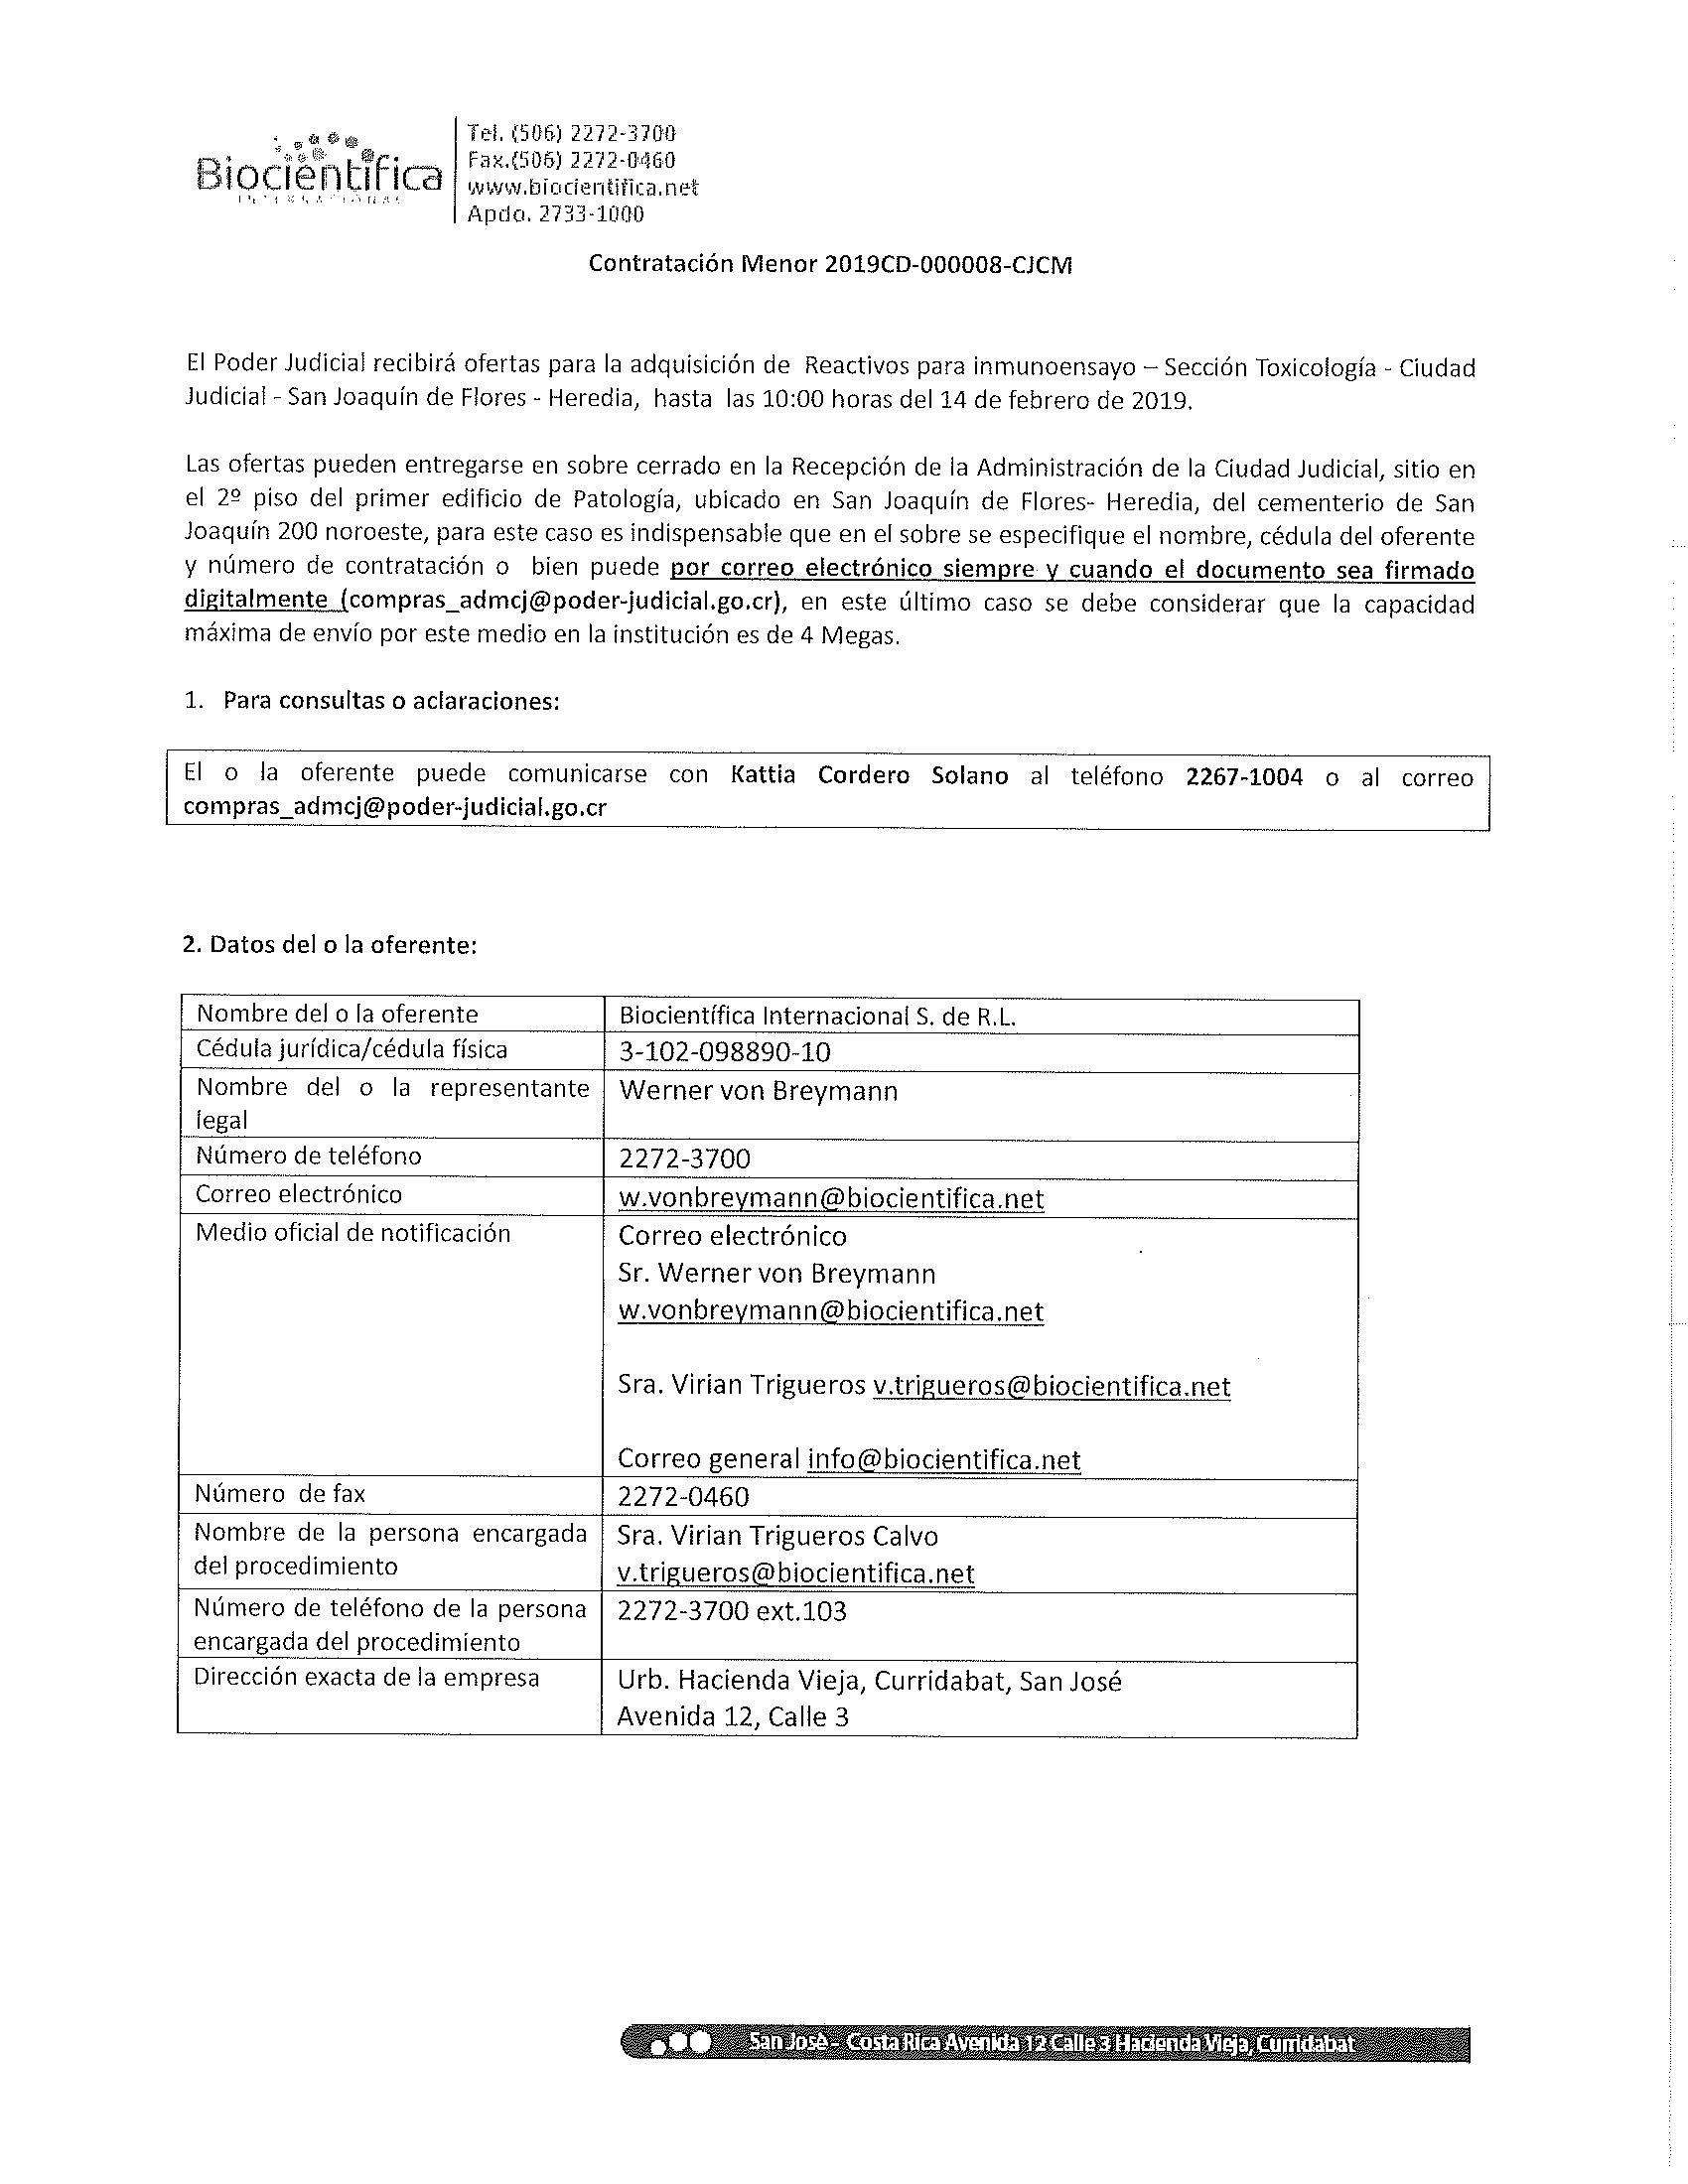 Biocientífica
INTERNACIONAL
Tel. (506) 2272-3700
Fax.(506) 2272-0460
www.biocientifica.net
Apdo. 2733-1000
Contratación Menor 2019CD-000008-CJCM
El Poder Judicial recibirá ofertas para la adquisición de Reactivos para inmunoensayo – Sección Toxicología - Ciudad
Judicial - San Joaquín de Flores - Heredia, hasta las 10:00 horas del 14 de febrero de 2019.
Las ofertas pueden entregarse en sobre cerrado en la Recepción de la Administración de la Ciudad Judicial, sitio en
el 2º piso del primer edificio de Patología, ubicado en San Joaquín de Flores- Heredia, del cementerio de San
Joaquín 200 noroeste, para este caso es indispensable que en el sobre se especifique el nombre, cédula del oferente
y número de contratación o bien puede por correo electrónico siempre y cuando el documento sea firmado
digitalmente (compras_admcj@poder-judicial.go.cr), en este último caso se debe considerar que la capacidad
máxima de envío por este medio en la institución es de 4 Megas.
1. Para consultas o aclaraciones:
El o la oferente puede comunicarse con Kattia Cordero Solano al teléfono 2267-1004 o al correo
compras_admcj@poder-judicial.go.cr
2. Datos del o la oferente:
Nombre del o la oferente
Biocientífica Internacional S. de R.L.
Cédula jurídica/cédula física
3-102-098890-10
Nombre del o la representante
legal
Werner von Breymann
Número de teléfono
2272-3700
Correo electrónico
w.vonbreymann@biocientifica.net
Medio oficial de notificación
Correo electrónico
Sr. Werner von Breymann
w.vonbreymann@biocientifica.net
Sra. Virian Trigueros v.trigueros@biocientifica.net
Correo general info@biocientifica.net
Número de fax
2272-0460
Nombre de la persona encargada
del procedimiento
Sra. Virian Trigueros Calvo
v.trigueros@biocientifica.net
Número de teléfono de la persona
encargada del procedimiento
2272-3700 ext.103
Dirección exacta de la empresa
Urb. Hacienda Vieja, Curridabat, San José
Avenida 12, Calle 3
San José - Costa Rica Avenida 12 Calle 3 Hacienda Vieja, Curridabat